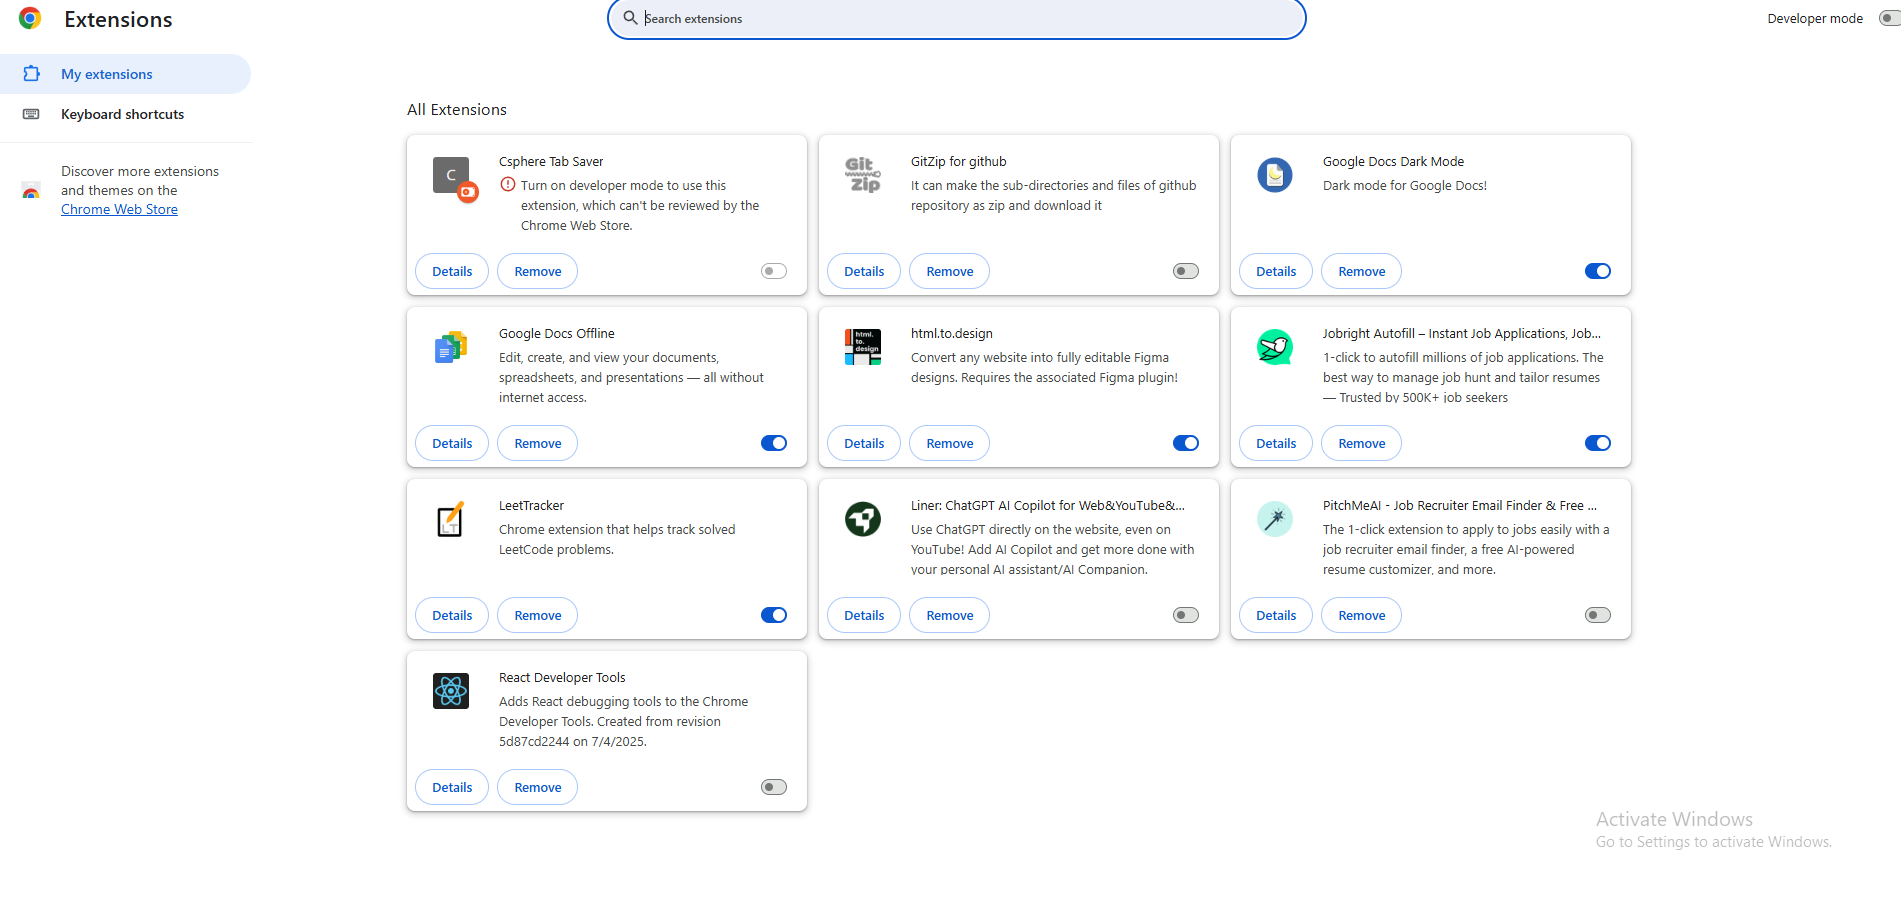 Extensions
Search extensions
Developer mode
My extensions
Keyboard shortcuts
Discover more extensions
and themes on the
Chrome Web Store
All Extensions
C
Csphere Tab Saver
Turn on developer mode to use this
extension, which can't be reviewed by the
Chrome Web Store.
Details
Remove
Git
Zip
GitZip for github
It can make the sub-directories and files of github
repository as zip and download it
Details
Remove
Google Docs Dark Mode
Dark mode for Google Docs!
Details
Remove
Google Docs Offline
Edit, create, and view your documents,
spreadsheets, and presentations — all without
internet access.
Details
Remove
html.
to.
design
html.to.design
Convert any website into fully editable Figma
designs. Requires the associated Figma plugin!
Details
Remove
Jobright Autofill – Instant Job Applications, Job...
1-click to autofill millions of job applications. The
best way to manage job hunt and tailor resumes
— Trusted by 500K+ job seekers
Details
Remove
LT
LeetTracker
Chrome extension that helps track solved
LeetCode problems.
Details
Remove
Liner: ChatGPT AI Copilot for Web&YouTube&...
Use ChatGPT directly on the website, even on
YouTube! Add AI Copilot and get more done with
your personal AI assistant/AI Companion.
Details
Remove
PitchMeAI - Job Recruiter Email Finder & Free ...
The 1-click extension to apply to jobs easily with a
job recruiter email finder, a free AI-powered
resume customizer, and more.
Details
Remove
React Developer Tools
Adds React debugging tools to the Chrome
Developer Tools. Created from revision
5d87cd2244 on 7/4/2025.
Details
Remove
Activate Windows
Go to Settings to activate Windows.